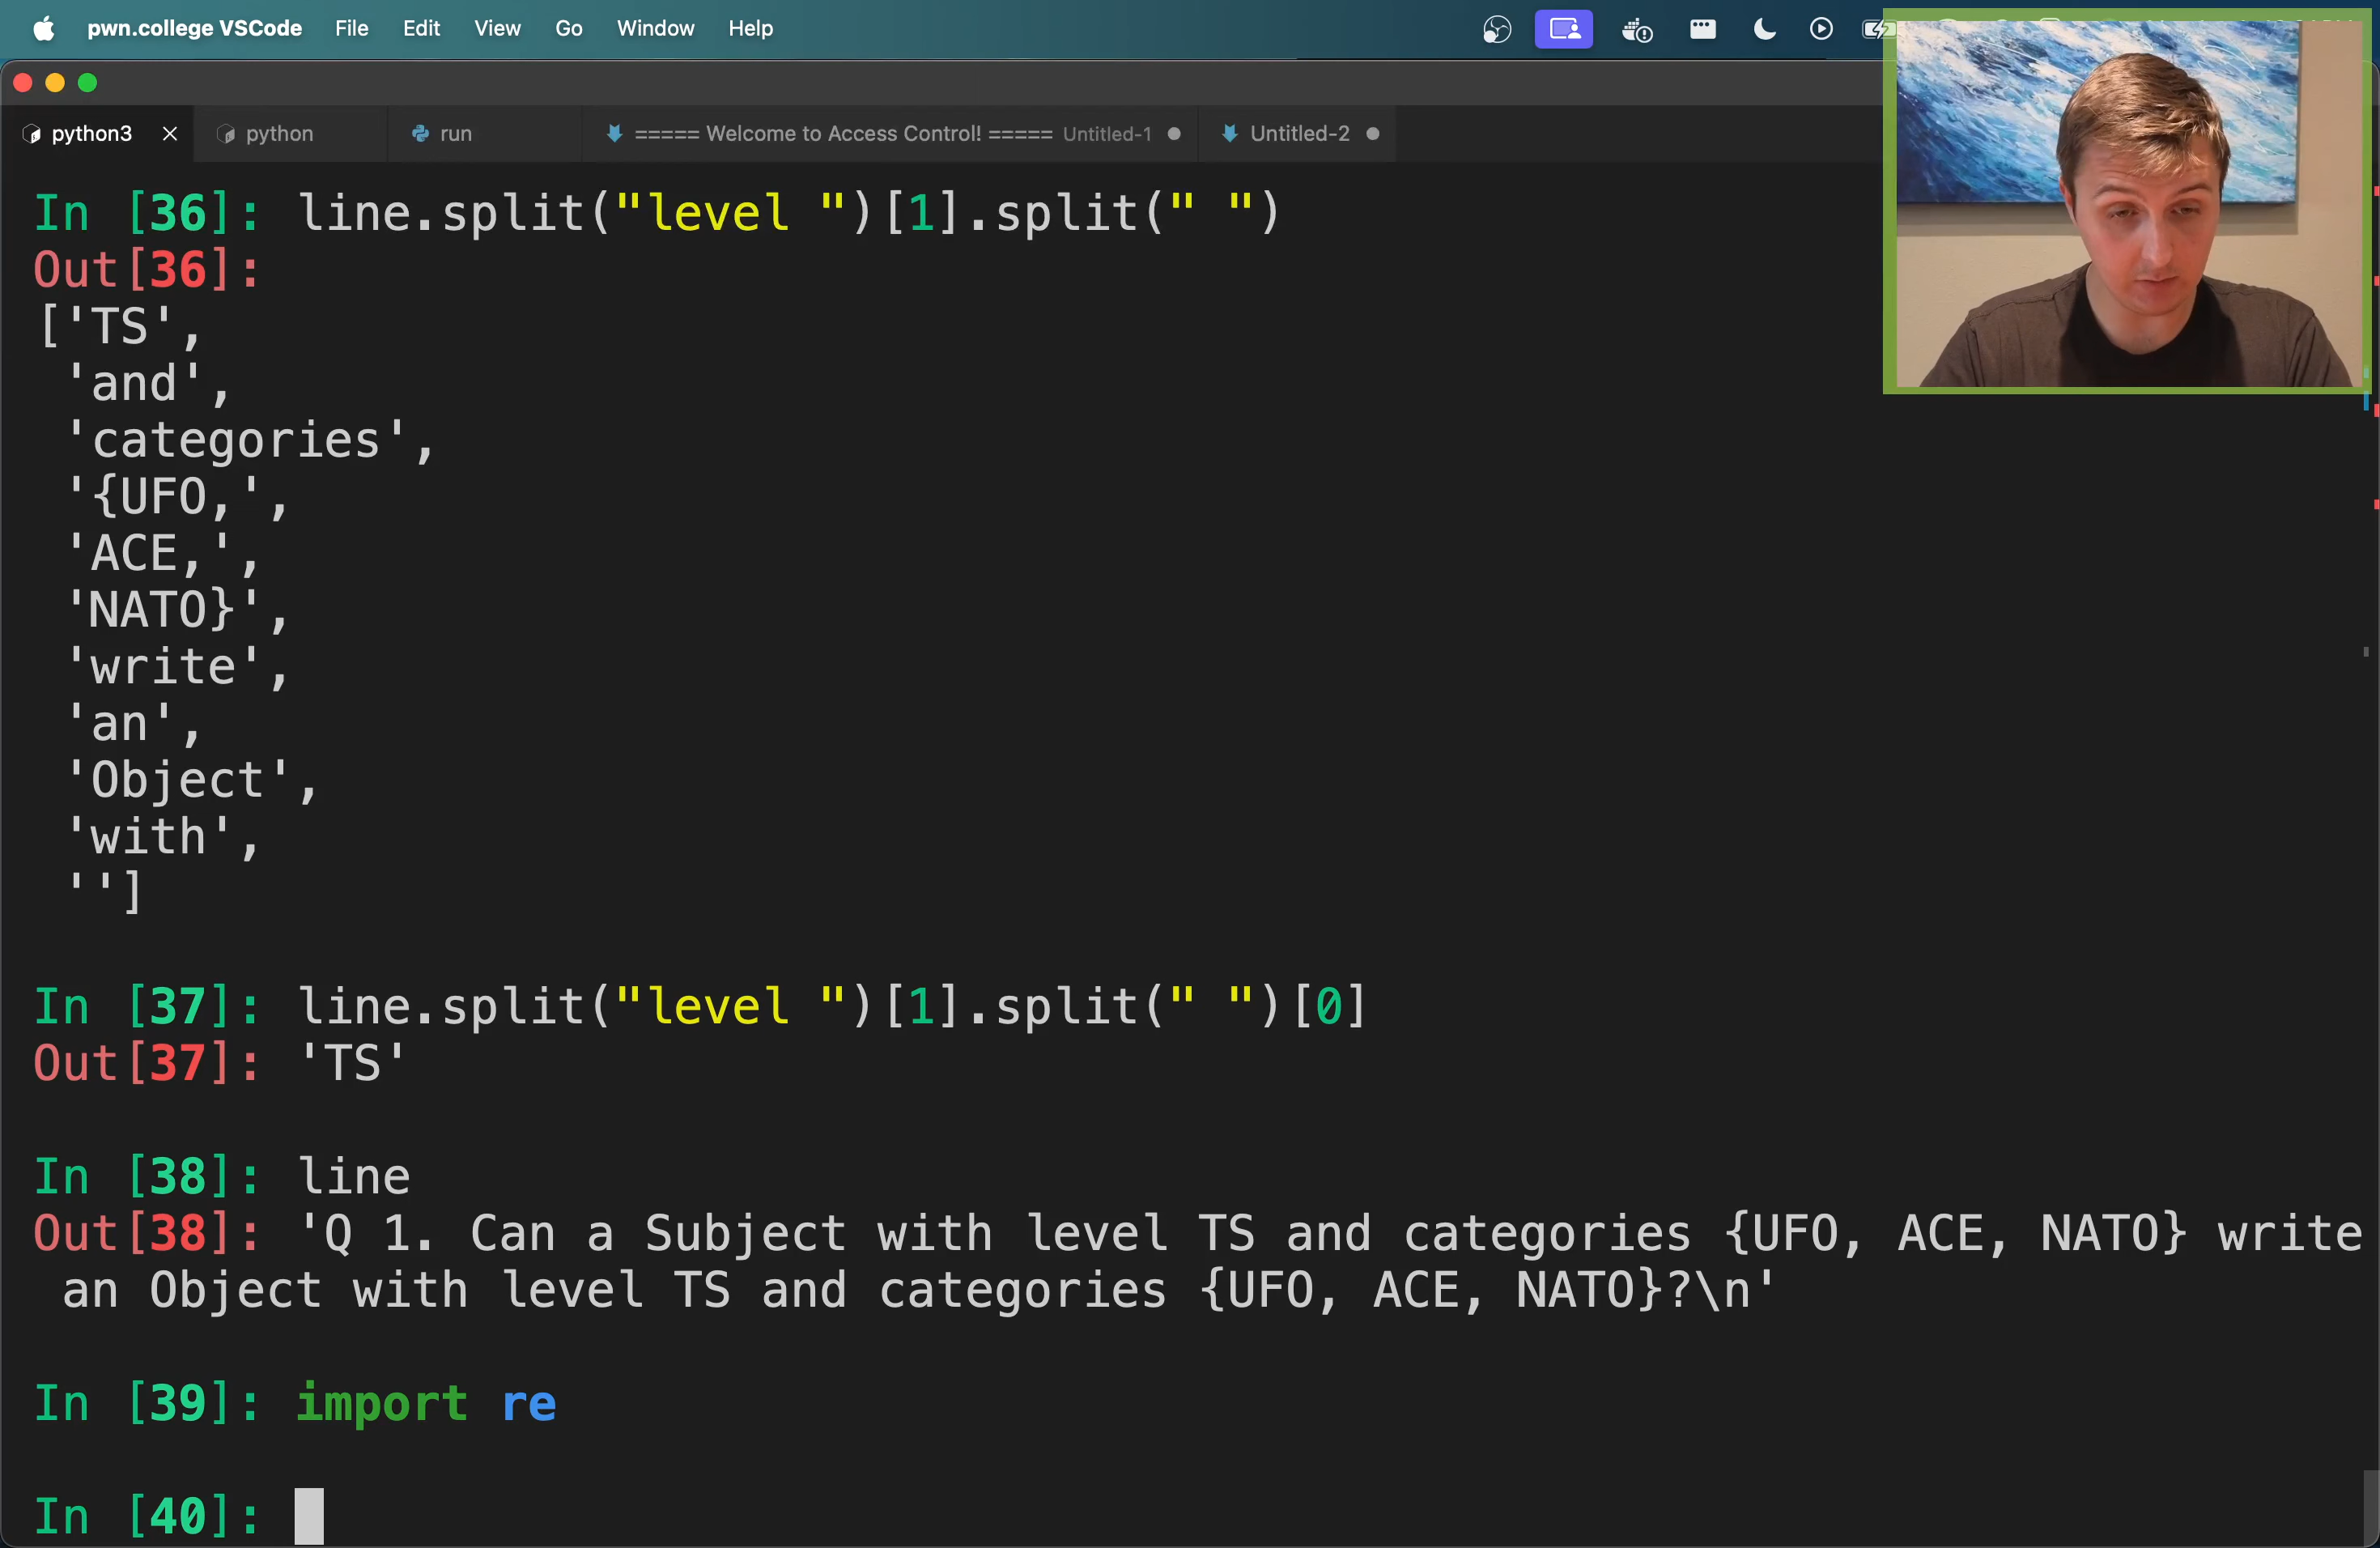 pwn.college VSCode File Edit View Go Window Help
python3 python run ===== Welcome to Access Control! ===== Untitled-1 Untitled-2
In [36]: line.split("level ")[1].split(" ")
Out[36]:
['TS',
'and',
'categories',
'{UFO,',
'ACE,',
'NATO}',
'write',
'an',
'Object',
'with',
'']
In [37]: line.split("level ")[1].split(" ")[0]
Out[37]: 'TS'
In [38]: line
Out[38]: 'Q 1. Can a Subject with level TS and categories {UFO, ACE, NATO} write
an Object with level TS and categories {UFO, ACE, NATO}?\n'
In [39]: import re
In [40]: